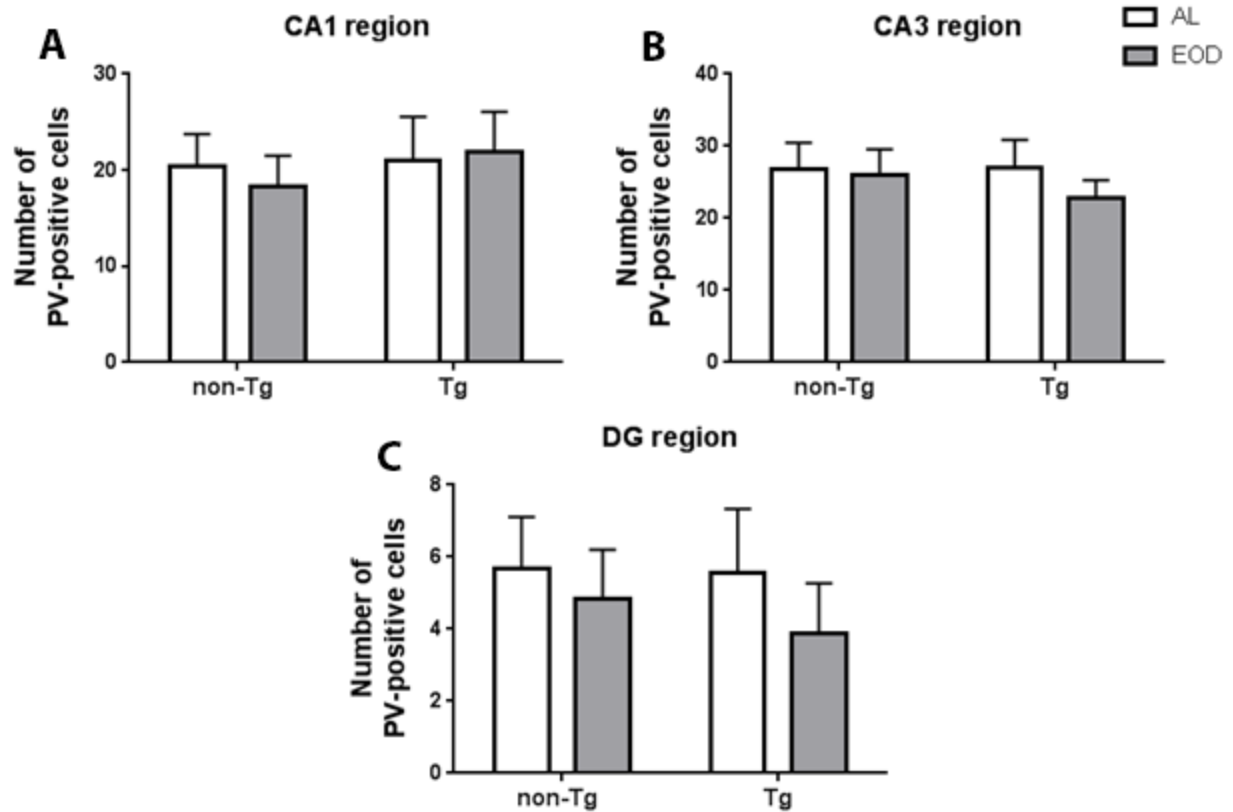 A
CA1 region
Number of
PV-positive cells
30
20
10
0
non-Tg
Tg
B
CA3 region
AL
EOD
Number of
PV-positive cells
40
30
20
10
0
non-Tg
Tg
C
DG region
Number of
PV-positive cells
8
6
4
2
0
non-Tg
Tg